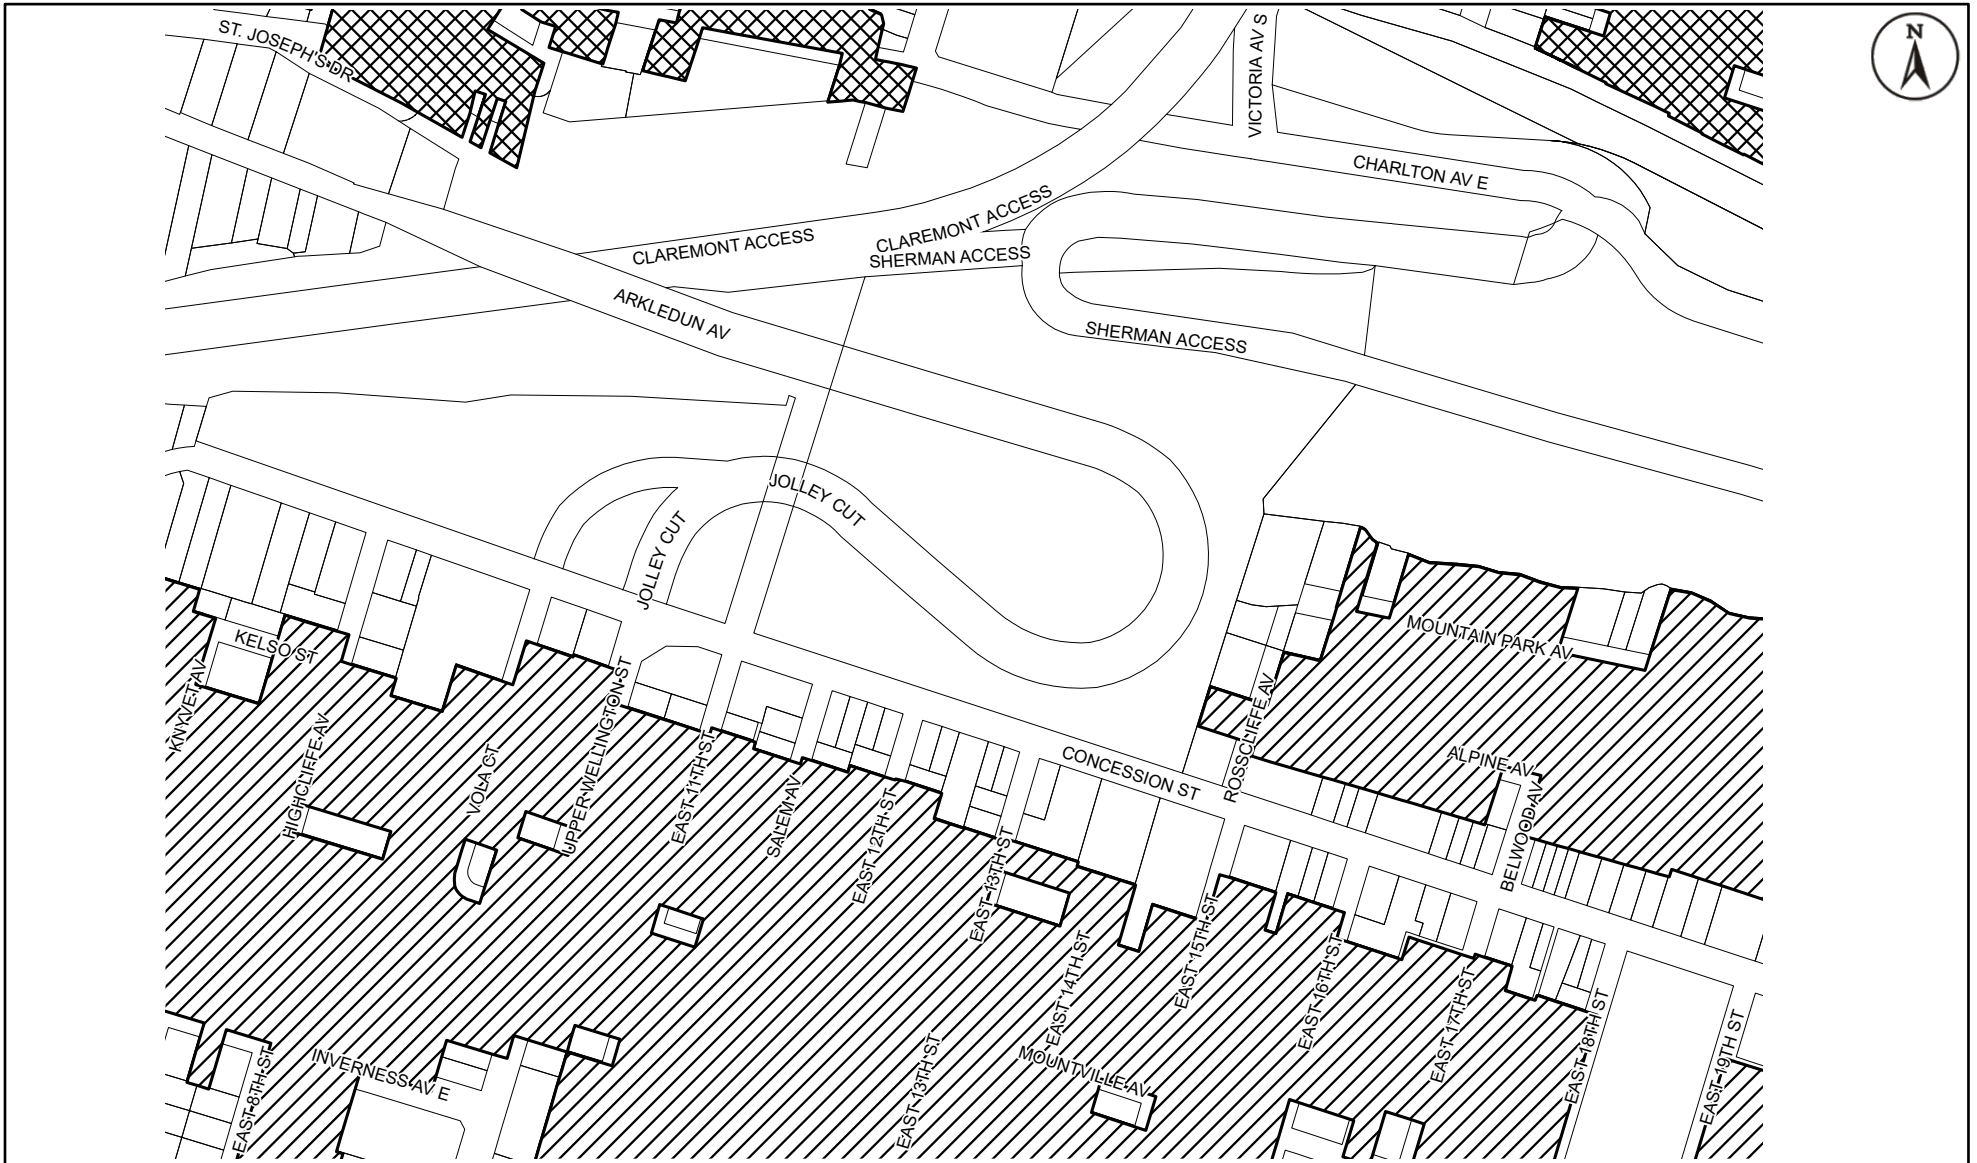 N
ST. JOSEPH'S DR
VICTORIA AV S
CHARLTON AV E
CLAREMONT ACCESS
CLAREMONT ACCESS
SHERMAN ACCESS
ARKLEDUN AV
SHERMAN ACCESS
JOLLEY CUT
JOLLEY CUT
KELSO ST
MOUNTAIN PARK AV
KNYVET AV
HIGHCLIFFE AV
VIOLA CT
UPPER WELLINGTON ST
EAST 11TH ST
SALEM AV
EAST 12TH ST
CONCESSION ST
ROSSCLIFFE AV
ALPINE AV
BELWOOD AV
EAST 13TH ST
EAST 14TH ST
EAST 15TH ST
EAST 16TH ST
EAST 17TH ST
EAST 18TH ST
EAST 19TH ST
EAST 8TH ST
INVERNESS AV E
EAST 13TH ST
MOUNTVILLE AV